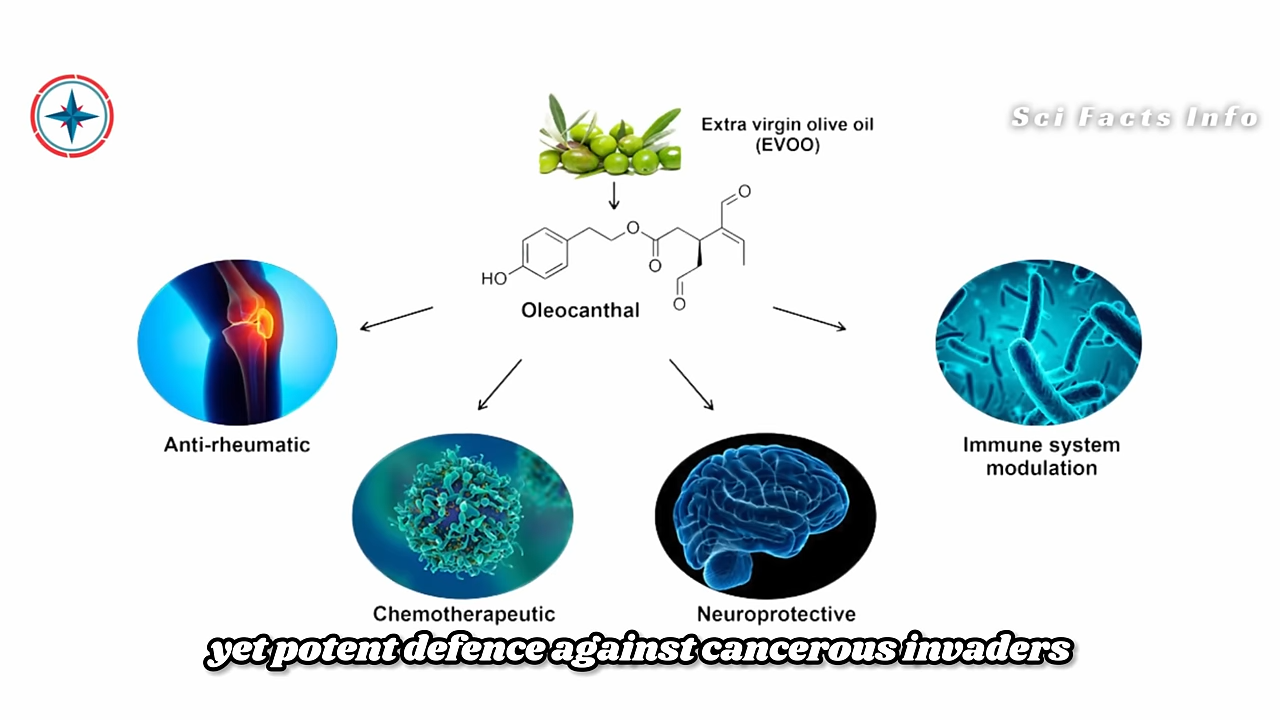 Sci Facts Info
Extra virgin olive oil
(EVOO)
O
O
O
HO
O
Oleocanthal
Anti-rheumatic
Immune system
modulation
Chemotherapeutic
Neuroprotective
yet potent defence against cancerous invaders